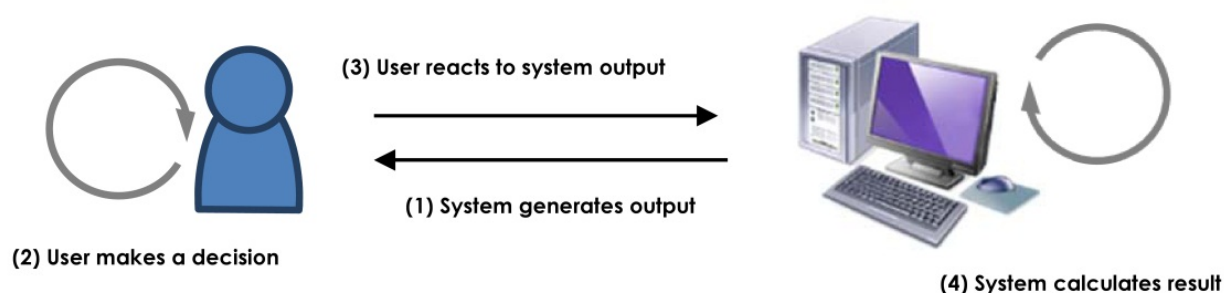 (3) User reacts to system output
(1) System generates output
(2) User makes a decision
(4) System calculates result